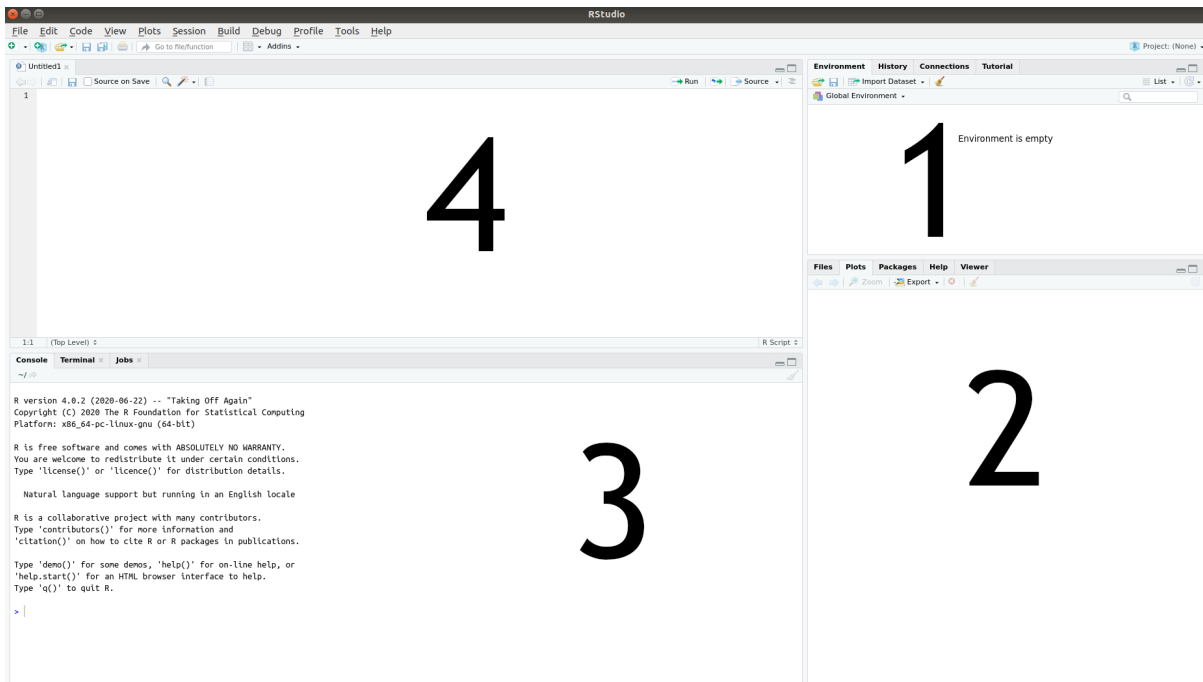 RStudio
File Edit Code View Plots Session Build Debug Profile Tools Help
Go to file/function Addins Project: (None)
Untitled1
Source on Save Run Source
1
4
1:1 (Top Level) R Script
Console Terminal Jobs
~/
R version 4.0.2 (2020-06-22) -- "Taking Off Again"
Copyright (C) 2020 The R Foundation for Statistical Computing
Platform: x86_64-pc-linux-gnu (64-bit)
R is free software and comes with ABSOLUTELY NO WARRANTY.
You are welcome to redistribute it under certain conditions.
Type 'license()' or 'licence()' for distribution details.
Natural language support but running in an English locale
R is a collaborative project with many contributors.
Type 'contributors()' for more information and
'citation()' on how to cite R or R packages in publications.
Type 'demo()' for some demos, 'help()' for on-line help, or
'help.start()' for an HTML browser interface to help.
Type 'q()' to quit R.
>
3
Environment History Connections Tutorial
Import Dataset List
Global Environment
1
Environment is empty
Files Plots Packages Help Viewer
Zoom Export
2